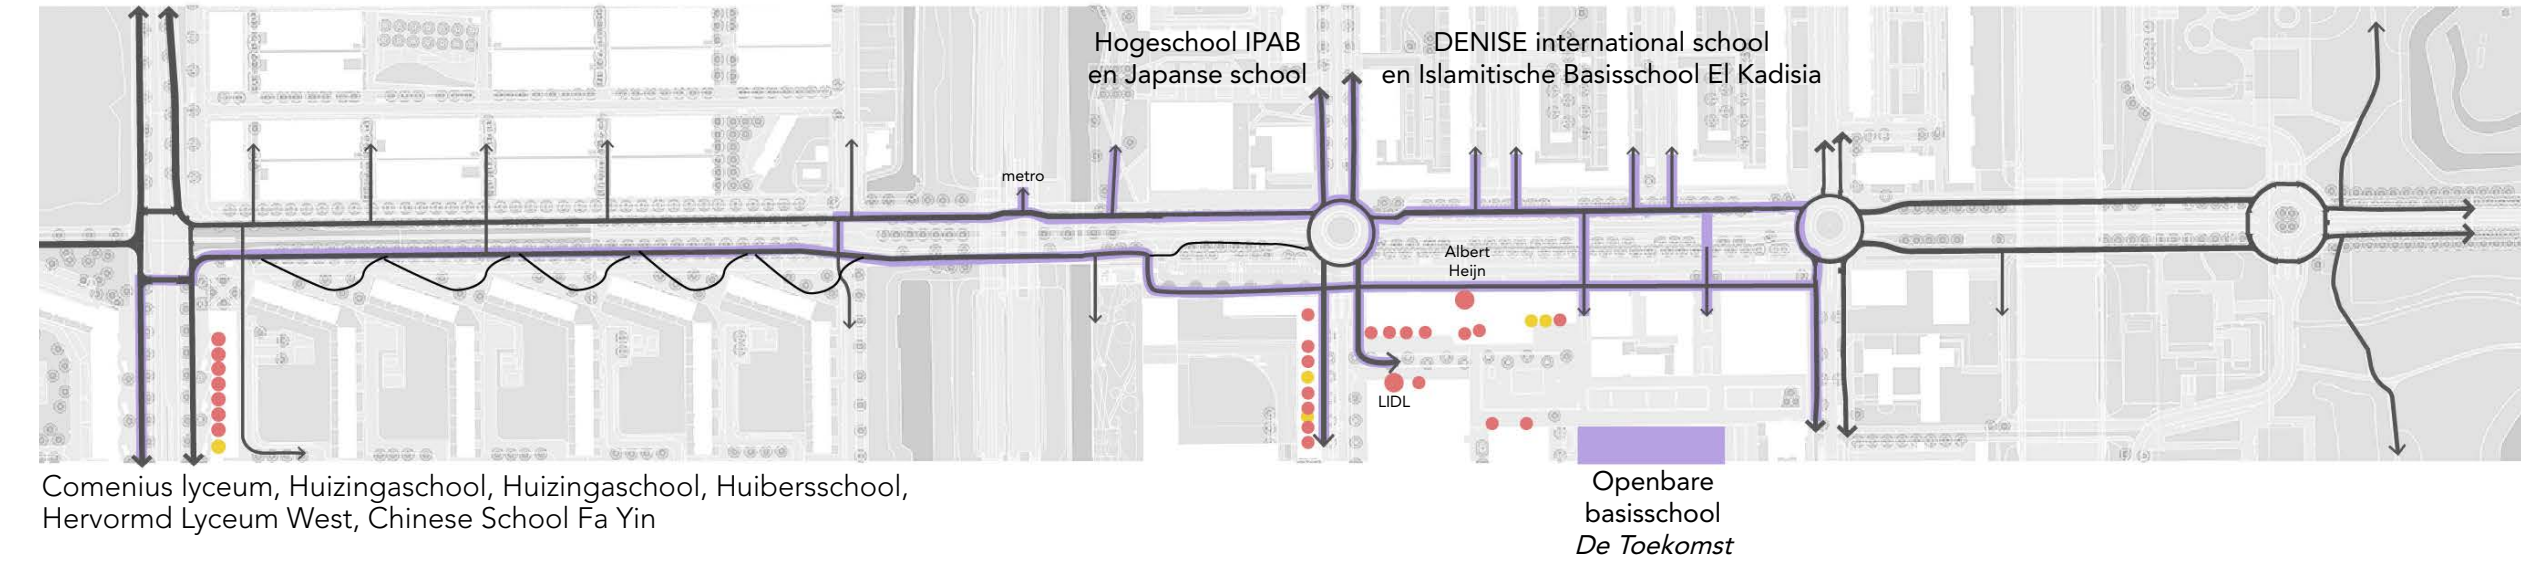 Hogeschool IPAB
en Japanse school
DENISE international school
en Islamitische Basisschool El Kadisia
metro
Albert
Heijn
LIDL
Comenius lyceum, Huizingaschool, Huizingaschool, Huibersschool,
Hervormd Lyceum West, Chinese School Fa Yin
Openbare
basisschool
De Toekomst